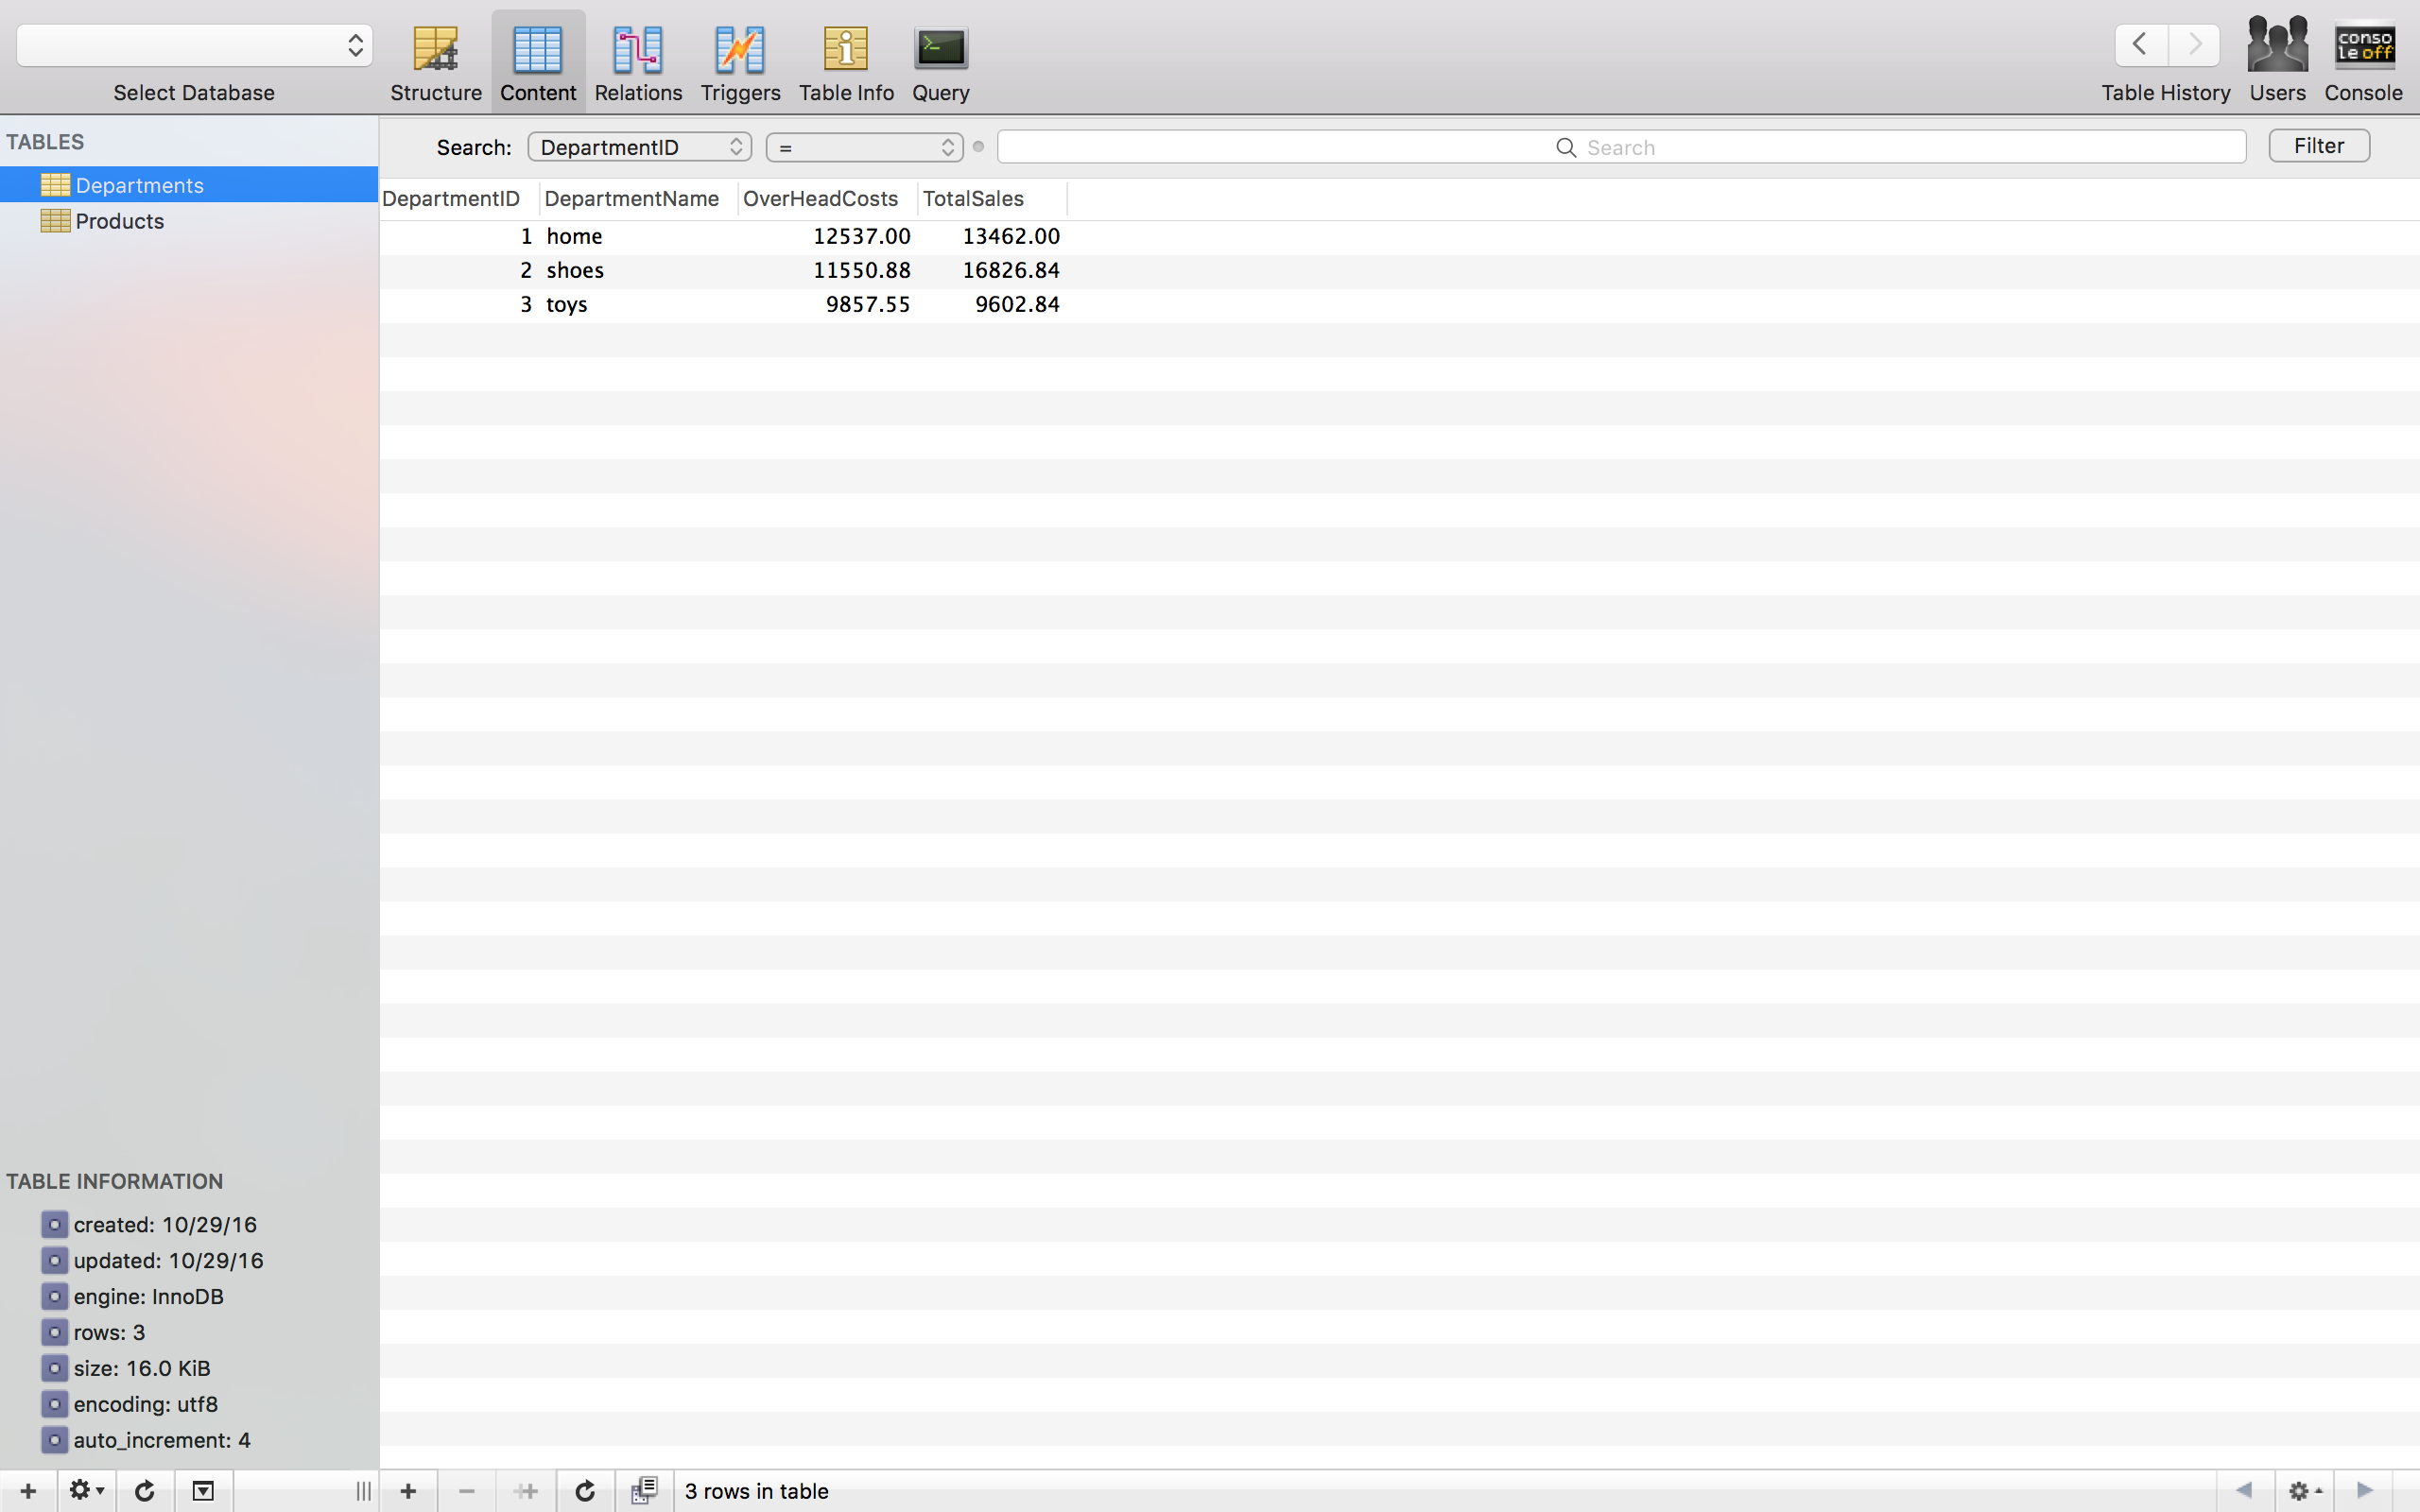 Select Database
Structure Content Relations Triggers Table Info Query
conso
le off
Table History Users Console
TABLES
Departments
Products
Search: DepartmentID = Search Filter
DepartmentID DepartmentName OverHeadCosts TotalSales
1 home 12537.00 13462.00
2 shoes 11550.88 16826.84
3 toys 9857.55 9602.84
TABLE INFORMATION
created: 10/29/16
updated: 10/29/16
engine: InnoDB
rows: 3
size: 16.0 KiB
encoding: utf8
auto_increment: 4
3 rows in table